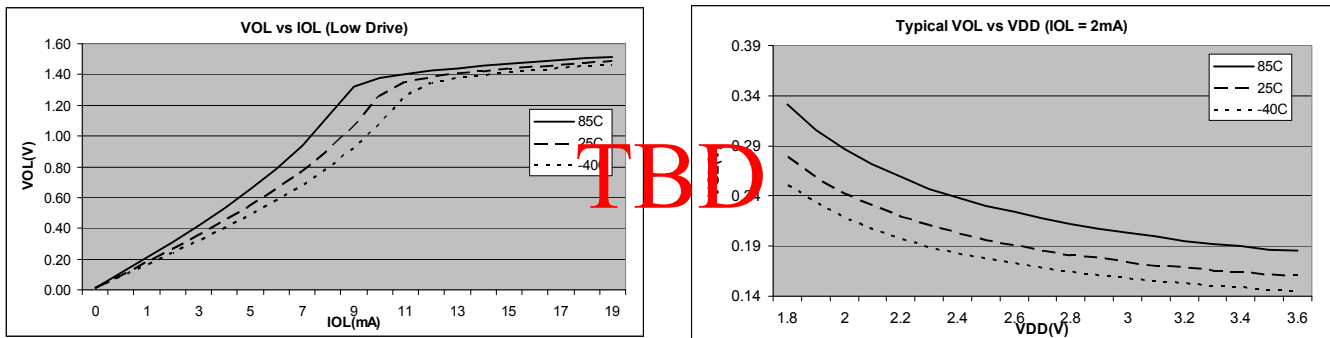 VOL vs IOL (Low Drive)
1.60
1.40
1.20
1.00
0.80
0.60
0.40
0.20
0.00
VOL(V)
85C
25C
-40C
0 1 3 5 7 9 11 13 15 17 19
IOL(mA)
TBD
Typical VOL vs VDD (IOL = 2mA)
0.39
0.34
0.29
0.24
0.19
0.14
85C
25C
-40C
1.8 2 2.2 2.4 2.6 2.8 3 3.2 3.4 3.6
VDD(V)